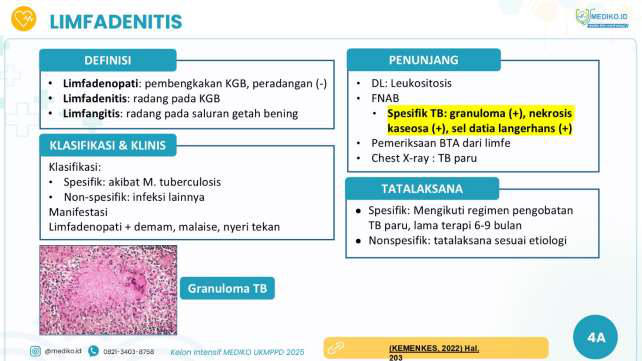 LIMFADENITIS
MEDIKO.ID
DEFINISI
• Limfadenopati: pembengkakan KGB, peradangan (-)
• Limfadenitis: radang pada KGB
• Limfangitis: radang pada saluran getah bening
KLASIFIKASI & KLINIS
Klasifikasi:
• Spesifik: akibat M. tuberculosis
• Non-spesifik: infeksi lainnya
Manifestasi
Limfadenopati + demam, malaise, nyeri tekan
Granuloma TB
PENUNJANG
• DL: Leukositosis
• FNAB
• Spesifik TB: granuloma (+), nekrosis
kaseosa (+), sel datia langerhans (+)
• Pemeriksaan BTA dari limfe
• Chest X-ray : TB paru
TATALAKSANA
● Spesifik: Mengikuti regimen pengobatan
TB paru, lama terapi 6-9 bulan
● Nonspesifik: tatalaksana sesuai etiologi
4A
@mediko.id
0821-3403-8758
Kelon Intensif MEDIKO UKMPPD 2025
(KEMENKES, 2022) Hal.
203